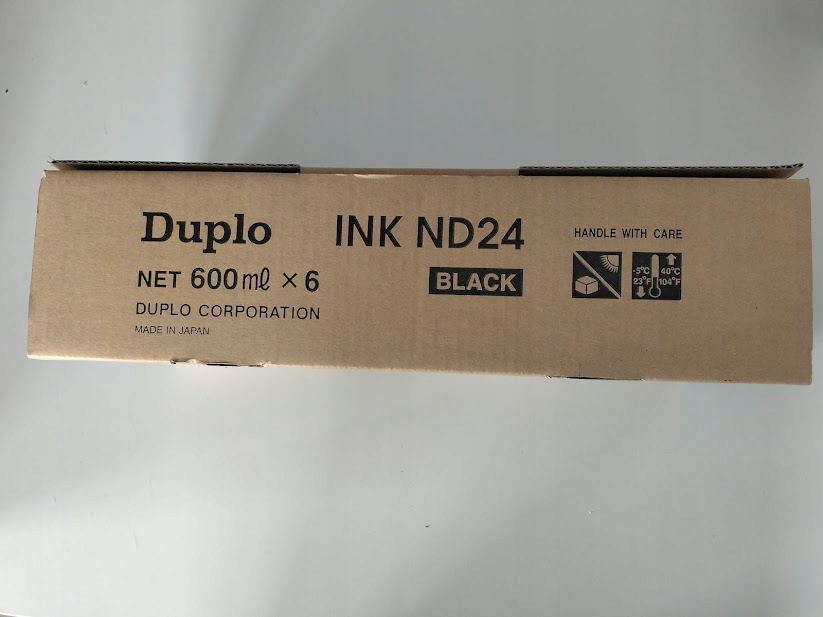 Duplo
INK ND24
HANDLE WITH CARE
NET 600ml × 6
BLACK
-5°C 40°C
23°F 104°F
DUPLO CORPORATION
MADE IN JAPAN